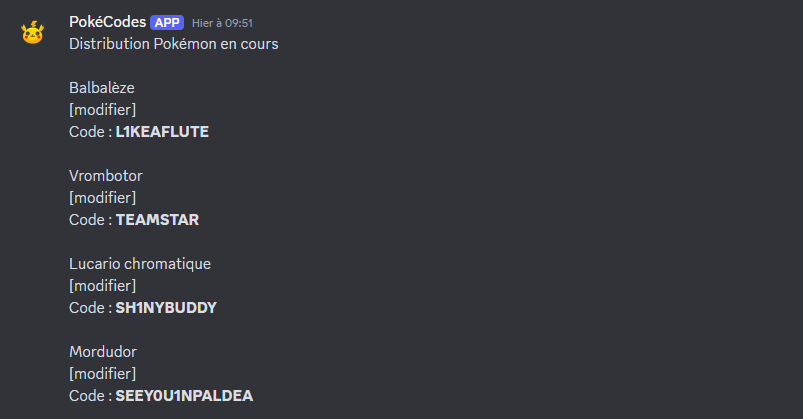 PokéCodes APP Hier à 09:51
Distribution Pokémon en cours
Balbalèze
[modifier]
Code : L1KEAFLUTE
Vrombotor
[modifier]
Code : TEAMSTAR
Lucario chromatique
[modifier]
Code : SH1NYBUDDY
Mordudor
[modifier]
Code : SEEY0U1NPALDEA